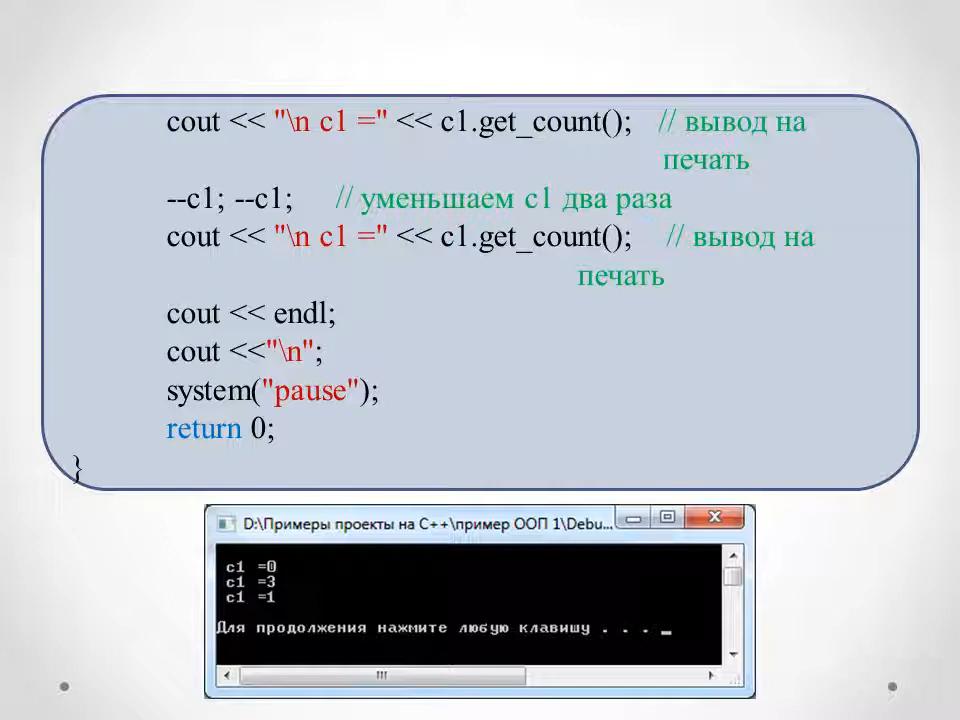 cout << "\n c1 =" << c1.get_count(); // вывод на
печать
--c1; --c1; // уменьшаем c1 два раза
cout << "\n c1 =" << c1.get_count(); // вывод на
печать
cout << endl;
cout <<"\n";
system("pause");
return 0;
}
D:\Примеры проекты на C++\пример ООП 1\Debu...
c1 =0
c1 =3
c1 =1
Для продолжения нажмите любую клавишу . . . _